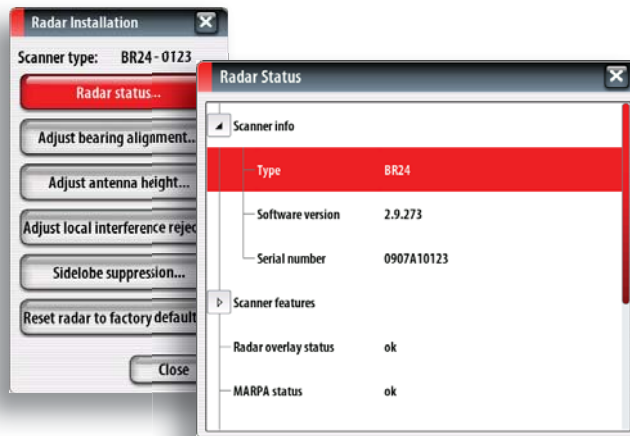 Radar Installation
Scanner type: BR24-0123
Radar status...
Adjust bearing alignment..
Adjust antenna height...
Adjust local interference rejec
Sidelobe suppression...
Reset radar to factory default
Close
Radar Status
Scanner info
Type BR24
Software version 2.9.273
Serial number 0907A10123
Scanner features
Radar overlay status ok
MARPA status ok